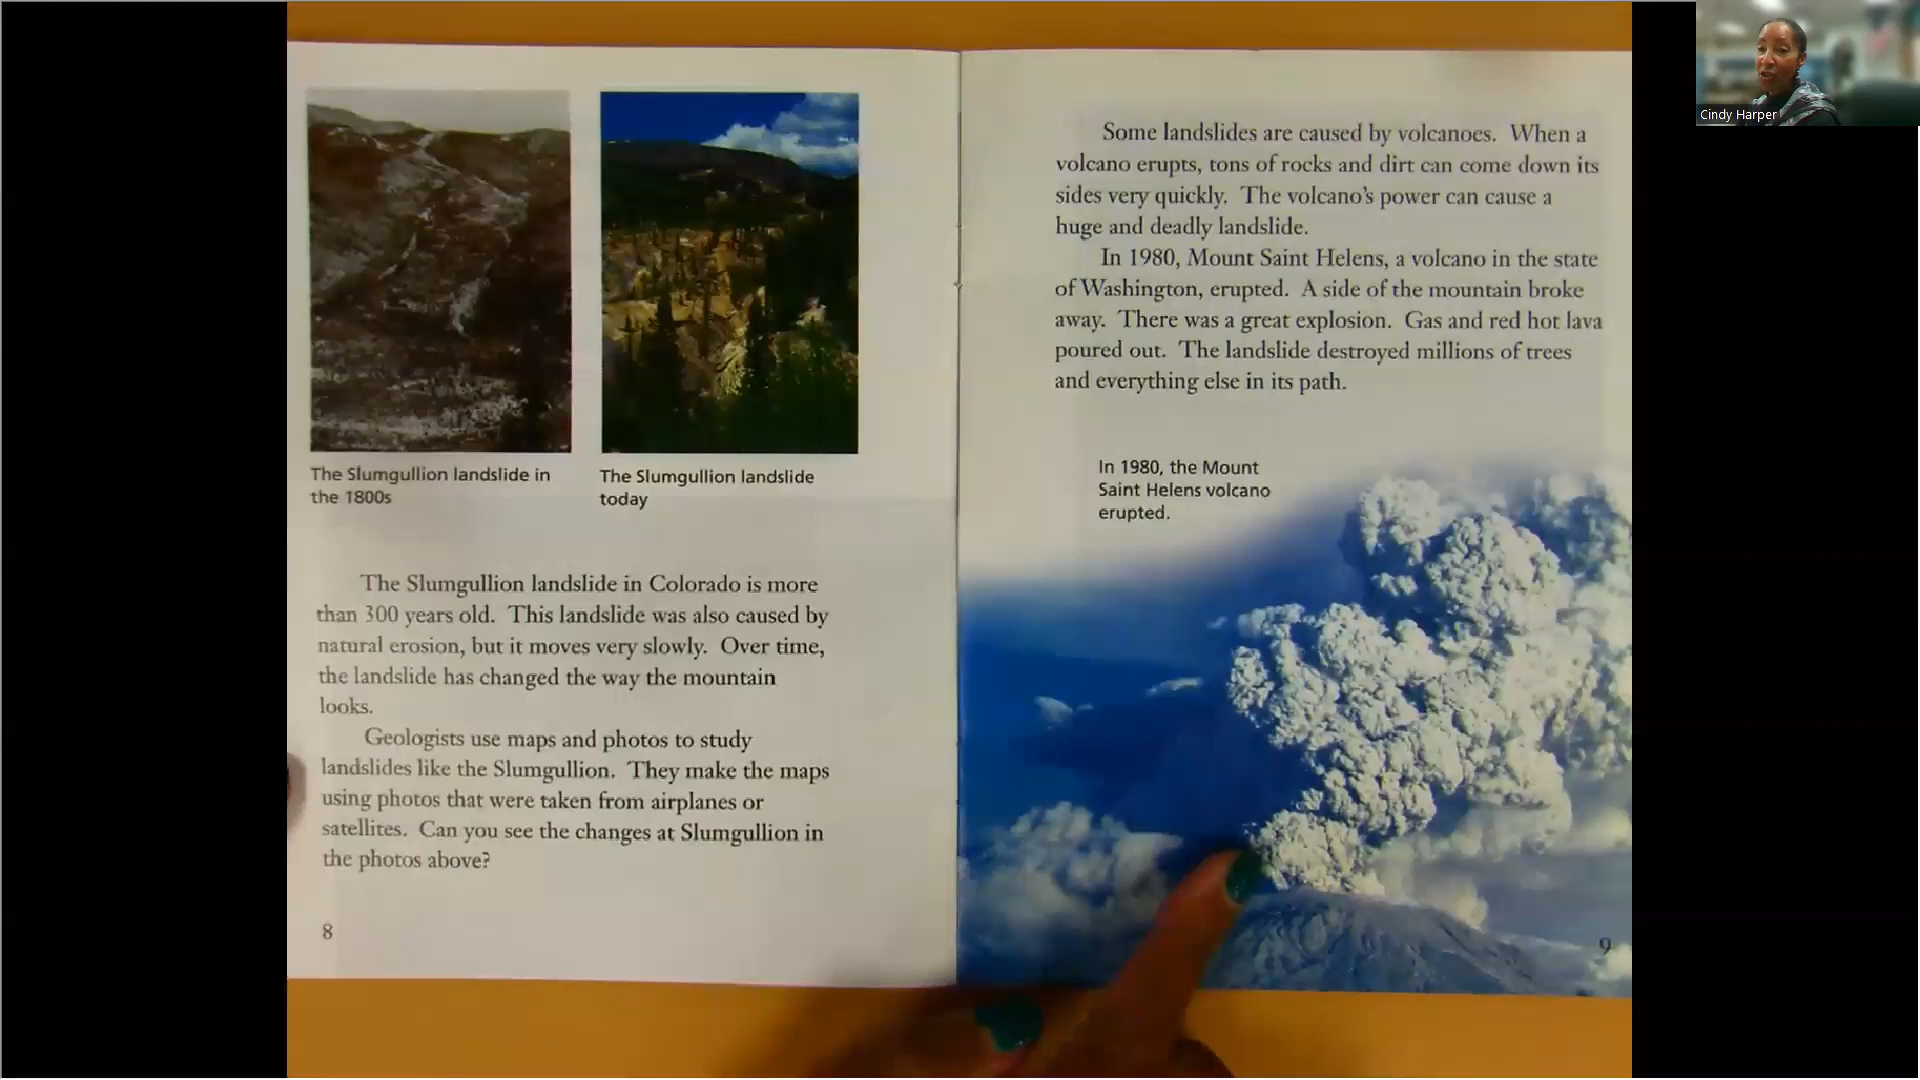 The Slumgullion landslide in
the 1800s
The Slumgullion landslide
today
The Slumgullion landslide in Colorado is more
than 300 years old. This landslide was also caused by
natural erosion, but it moves very slowly. Over time,
the landslide has changed the way the mountain
looks.
Geologists use maps and photos to study
landslides like the Slumgullion. They make the maps
using photos that were taken from airplanes or
satellites. Can you see the changes at Slumgullion in
the photos above?
8
Some landslides are caused by volcanoes. When a
volcano erupts, tons of rocks and dirt can come down its
sides very quickly. The volcano's power can cause a
huge and deadly landslide.
In 1980, Mount Saint Helens, a volcano in the state
of Washington, erupted. A side of the mountain broke
away. There was a great explosion. Gas and red hot lava
poured out. The landslide destroyed millions of trees
and everything else in its path.
In 1980, the Mount
Saint Helens volcano
erupted.
9
Cindy Harper